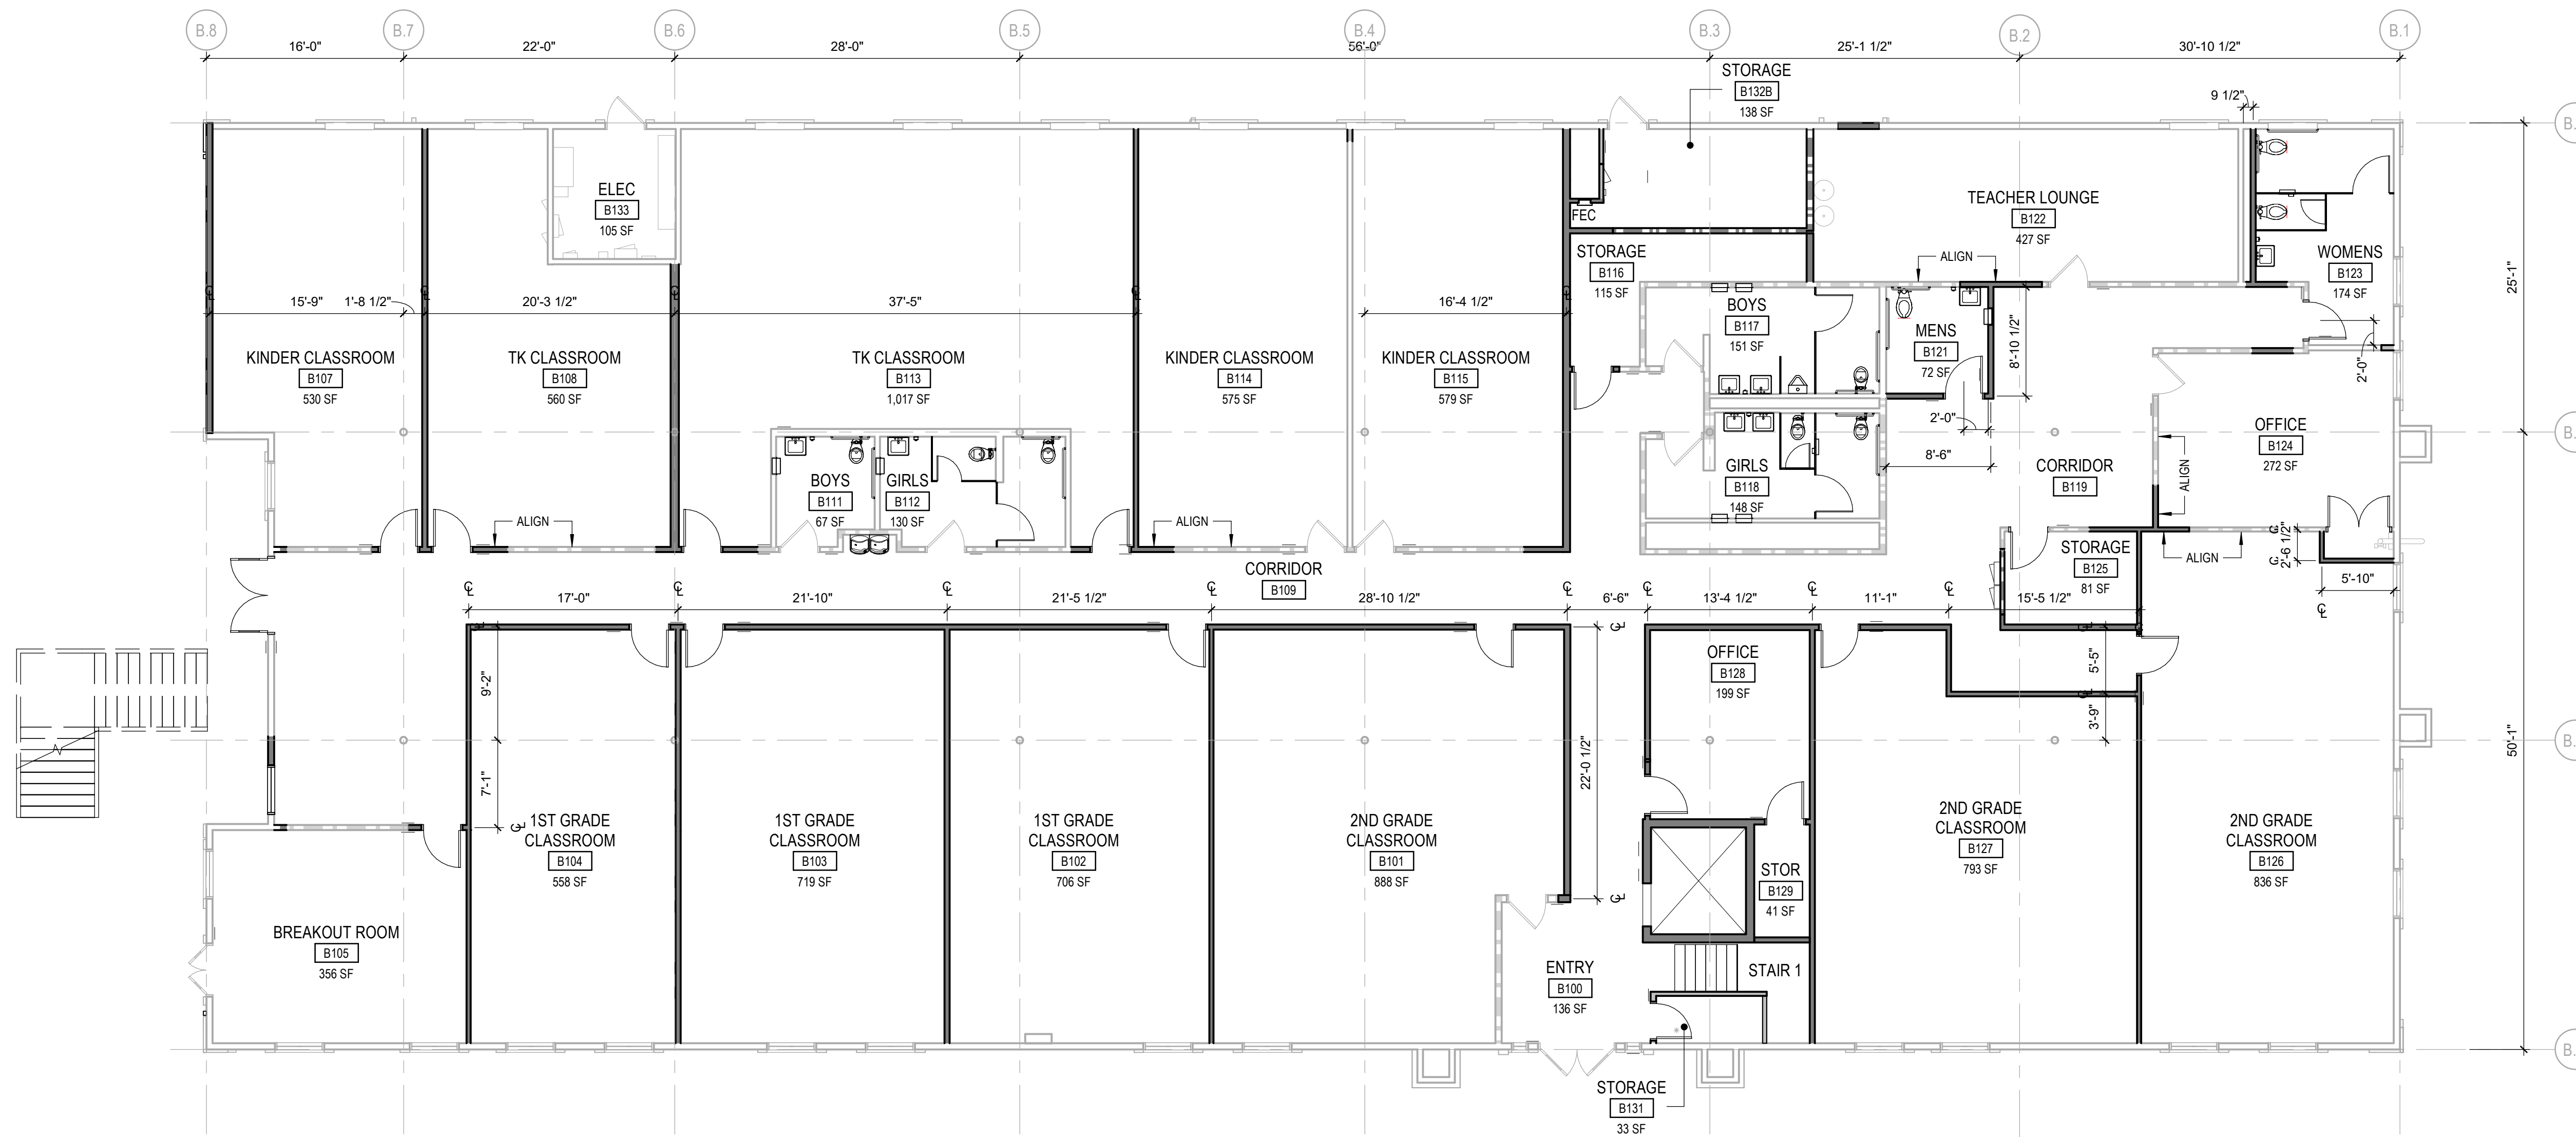 B.8
B.7
B.6
B.5
B.4
B.3
B.2
B.1
16'-0"
22'-0"
28'-0"
56'-0"
25'-1 1/2"
30'-10 1/2"
STORAGE
B132B
138 SF
9 1/2"
B.
ELEC
B133
105 SF
FEC
TEACHER LOUNGE
B122
427 SF
ALIGN
WOMENS
B123
174 SF
25'-1"
STORAGE
B116
115 SF
15'-9"
1'-8 1/2"
20'-3 1/2"
37'-5"
16'-4 1/2"
BOYS
B117
151 SF
MENS
B121
72 SF
8'-10 1/2"
2'-0"
KINDER CLASSROOM
B107
530 SF
TK CLASSROOM
B108
560 SF
TK CLASSROOM
B113
1,017 SF
KINDER CLASSROOM
B114
575 SF
KINDER CLASSROOM
B115
579 SF
2'-0"
8'-6"
OFFICE
B124
272 SF
B.
ALIGN
BOYS
B111
67 SF
GIRLS
B112
130 SF
GIRLS
B118
148 SF
CORRIDOR
B119
ALIGN
ALIGN
ALIGN
2'-6 1/2"
5'-10"
STORAGE
B125
81 SF
CORRIDOR
B109
17'-0"
21'-10"
21'-5 1/2"
28'-10 1/2"
6'-6"
13'-4 1/2"
11'-1"
15'-5 1/2"
9'-2"
7'-1"
22'-0 1/2"
OFFICE
B128
199 SF
5'-5"
3'-9"
50'-1"
B.
1ST GRADE
CLASSROOM
B104
558 SF
1ST GRADE
CLASSROOM
B103
719 SF
1ST GRADE
CLASSROOM
B102
706 SF
2ND GRADE
CLASSROOM
B101
888 SF
STOR
B129
41 SF
2ND GRADE
CLASSROOM
B127
793 SF
2ND GRADE
CLASSROOM
B126
836 SF
BREAKOUT ROOM
B105
356 SF
ENTRY
B100
136 SF
STAIR 1
B.
STORAGE
B131
33 SF